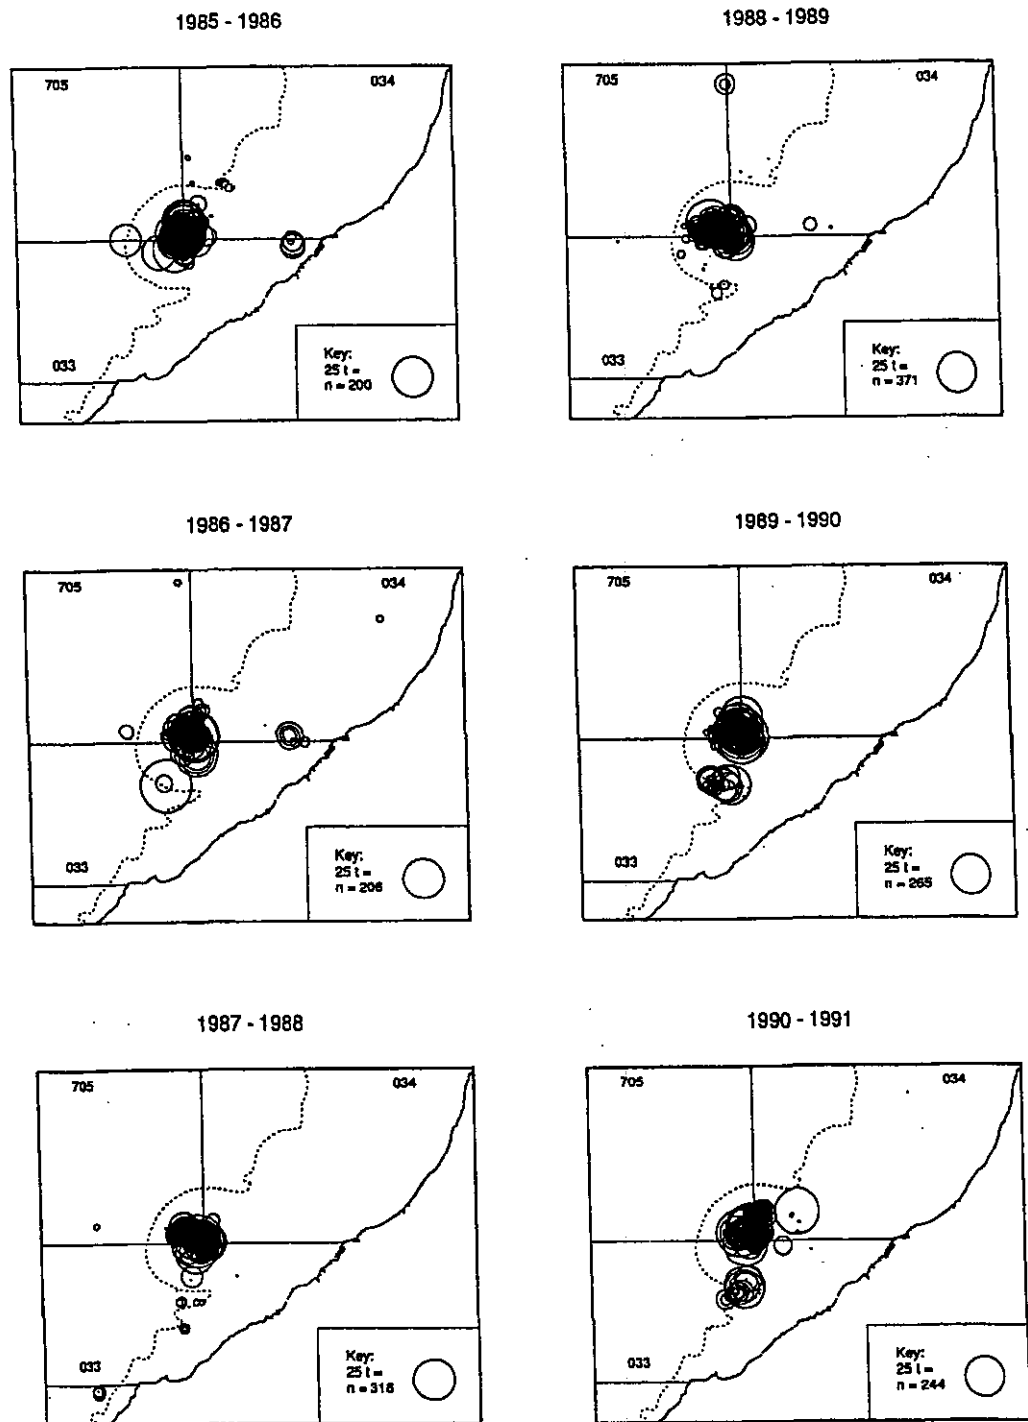 1985 - 1986
705
034
033
Key:
25 t =
n = 200
1988 - 1989
705
034
033
Key:
25 t =
n = 371
1986 - 1987
705
034
033
Key:
25 t =
n = 206
1989 - 1990
705
034
033
Key:
25 t =
n = 265
1987 - 1988
705
034
033
Key:
25 t =
n = 316
1990 - 1991
705
034
033
Key:
25 t =
n = 244